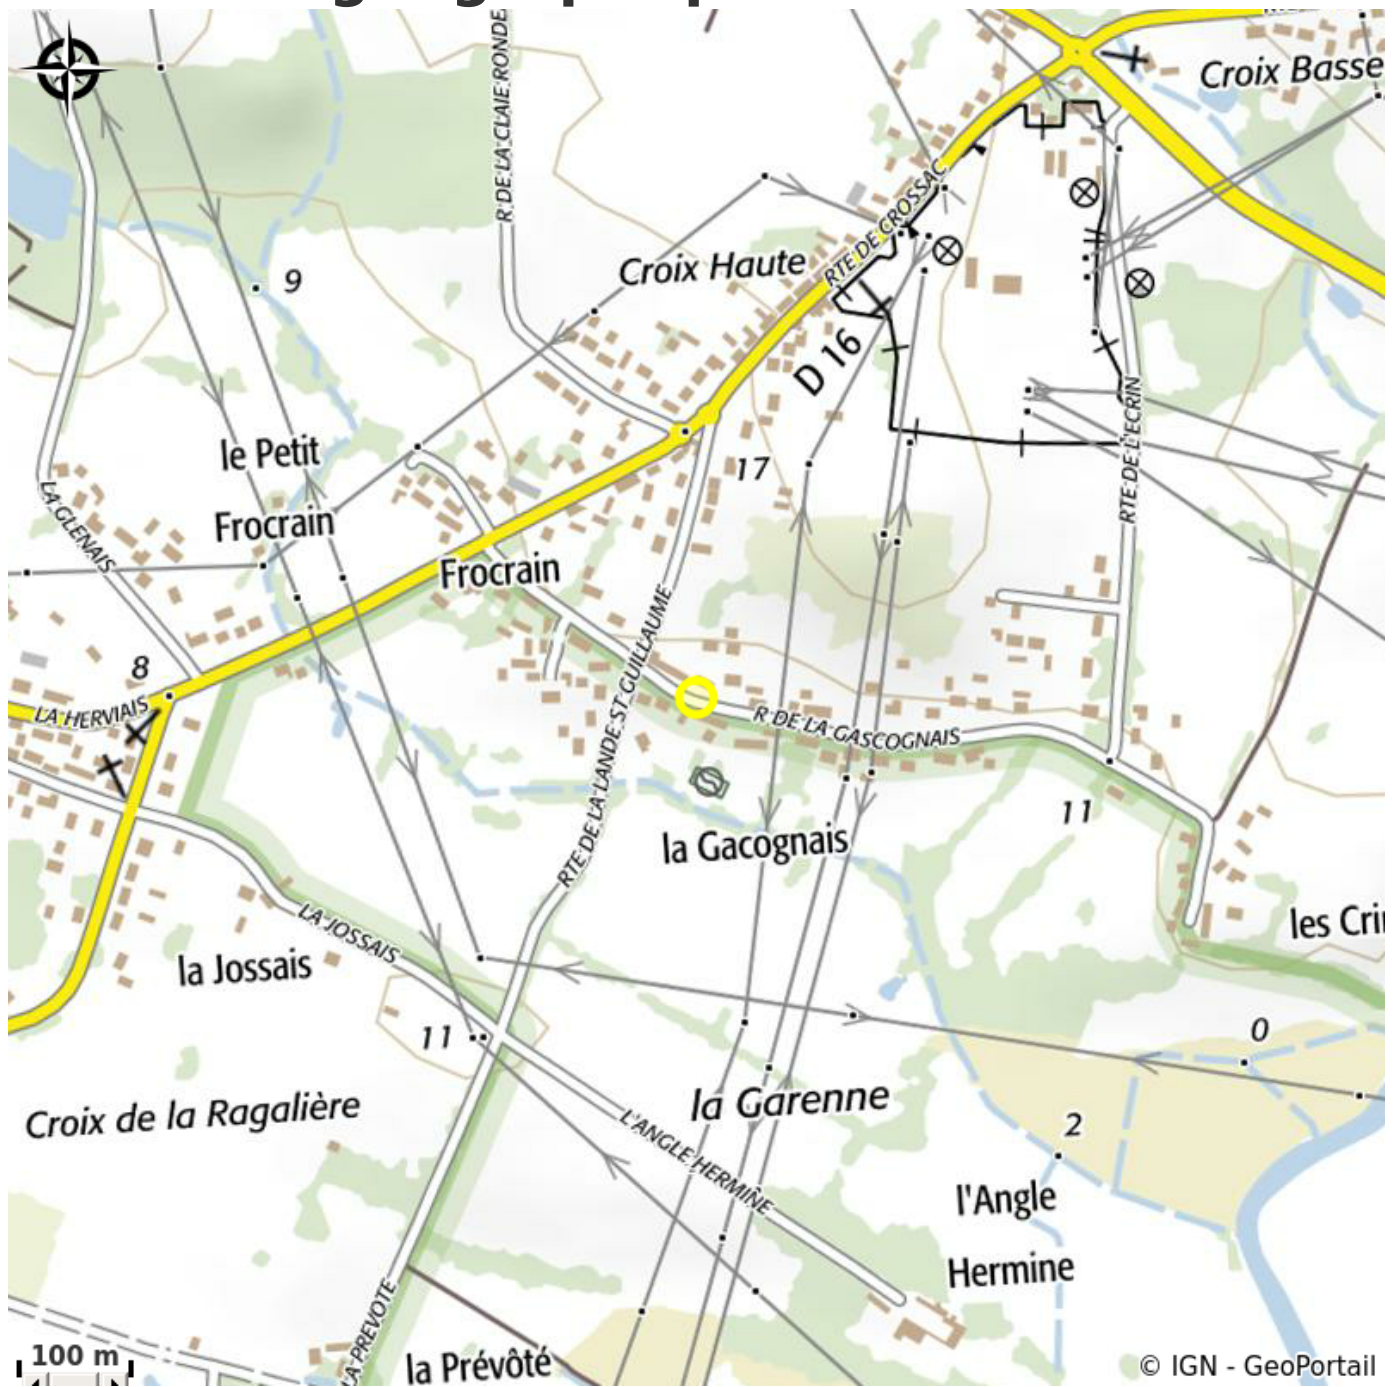 R DE LA CLAIE RONDE
Croix Basse
9
Croix Haute
RTE DE CROSSAC
D 16
le Petit
Frocrain
17
RTE DE L'ECRIN
LA GLENAIS
Frocrain
8
LA HERVIAIS
RTE DE LA LANDE ST GUILLAUME
R DE LA GASCOGNAIS
11
la Gacognais
les Cri
LA JOSSAIS
la Jossais
11
0
Croix de la Ragalière
la Garenne
2
L'ANGLE HERMINE
l'Angle
Hermine
LA PREVOTE
la Prévôté
100 m
© IGN - GeoPortail